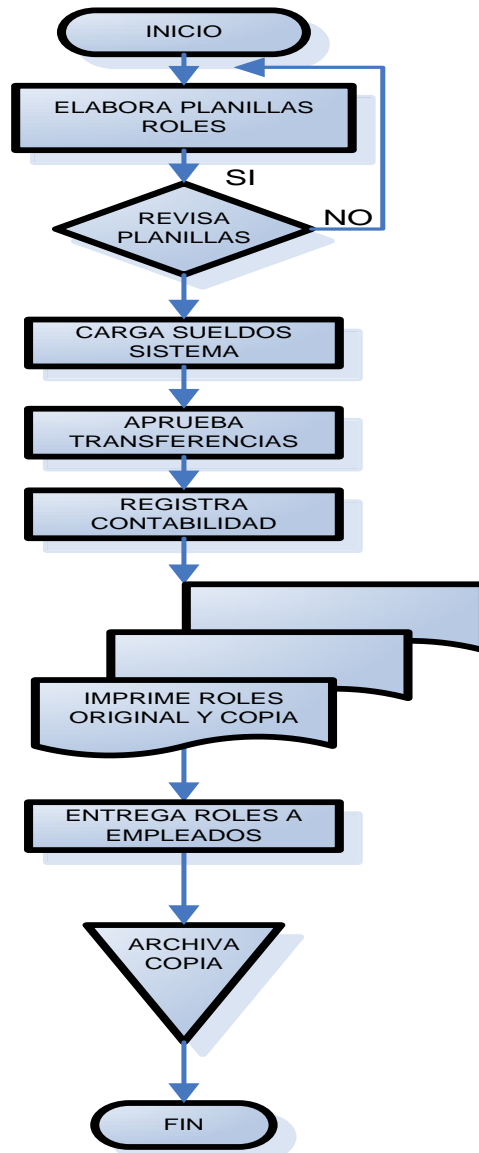 INICIO
ELABORA PLANILLAS
ROLES
SI
REVISA
PLANILLAS
NO
CARGA SUELDOS
SISTEMA
APRUEBA
TRANSFERENCIAS
REGISTRA
CONTABILIDAD
IMPRIME ROLES
ORIGINAL Y COPIA
ENTREGA ROLES A
EMPLEADOS
ARCHIVA
COPIA
FIN